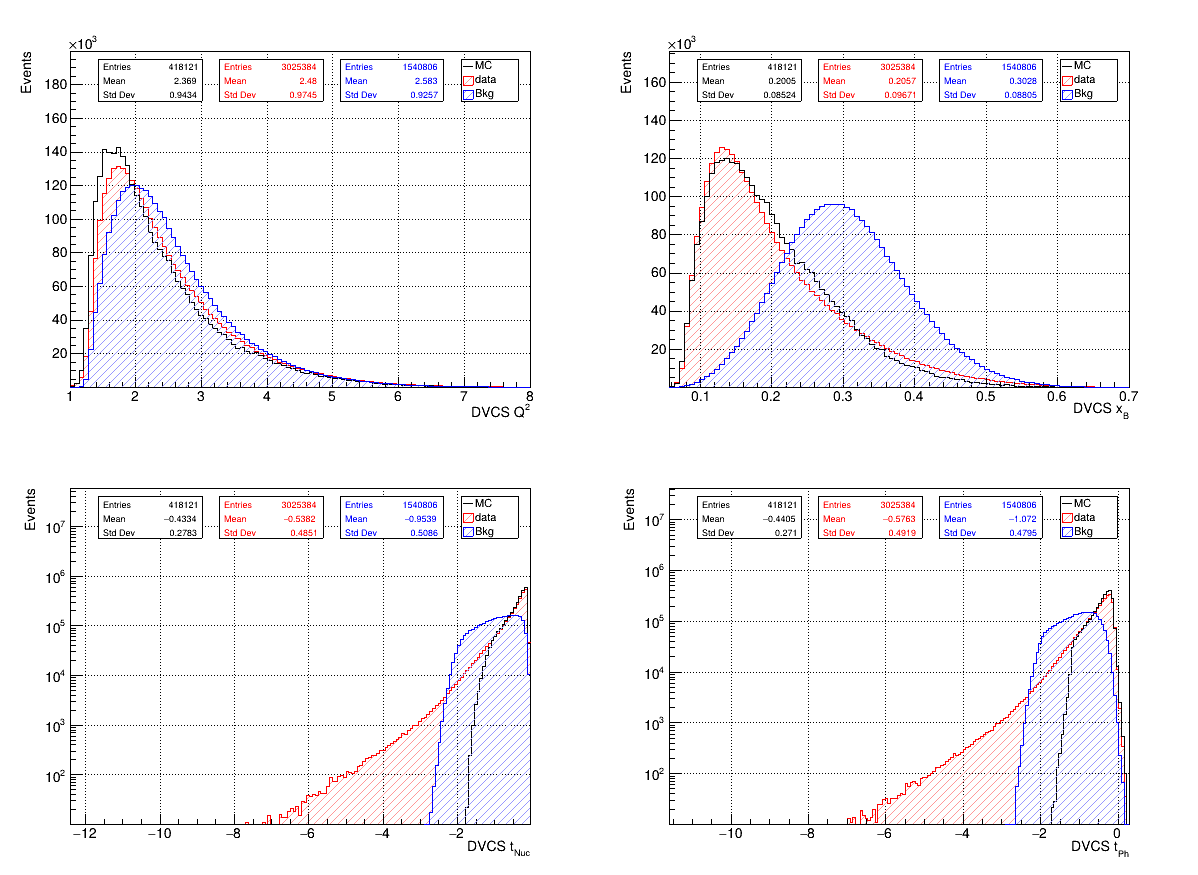 ×10³
Events
Entries 418121
Mean 2.369
Std Dev 0.9434
Entries 3025384
Mean 2.48
Std Dev 0.9745
Entries 1540806
Mean 2.583
Std Dev 0.9257
MC
data
Bkg
180
160
140
120
100
80
60
40
20
1 2 3 4 5 6 7 8
DVCS Q²
×10³
Events
Entries 418121
Mean 0.2005
Std Dev 0.08524
Entries 3025384
Mean 0.2057
Std Dev 0.09671
Entries 1540806
Mean 0.3028
Std Dev 0.08805
MC
data
Bkg
160
140
120
100
80
60
40
20
0.1 0.2 0.3 0.4 0.5 0.6 0.7
DVCS x_B
Events
Entries 418121
Mean −0.4334
Std Dev 0.2783
Entries 3025384
Mean −0.5382
Std Dev 0.4851
Entries 1540806
Mean −0.9539
Std Dev 0.5086
MC
data
Bkg
10⁷
10⁶
10⁵
10⁴
10³
10²
−12 −10 −8 −6 −4 −2
DVCS t_Nuc
Events
Entries 418121
Mean −0.4405
Std Dev 0.271
Entries 3025384
Mean −0.5763
Std Dev 0.4919
Entries 1540806
Mean −1.072
Std Dev 0.4795
MC
data
Bkg
10⁷
10⁶
10⁵
10⁴
10³
10²
−10 −8 −6 −4 −2 0
DVCS t_Ph